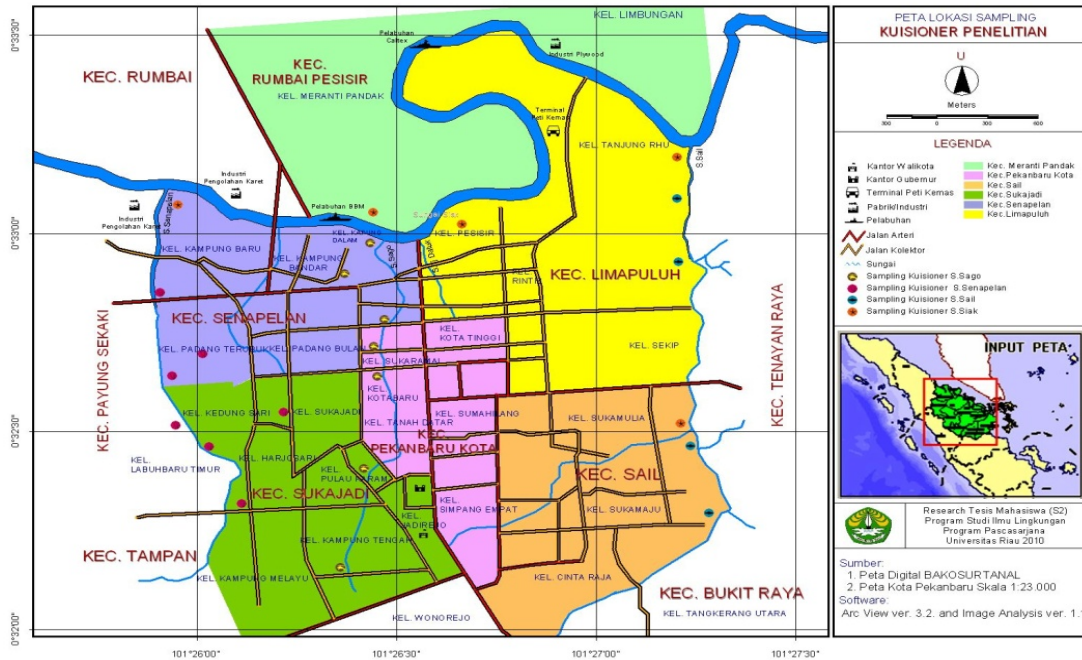 PETA LOKASI SAMPLING
KUISIONER PENELITIAN
U
Meters
300 0 300 600
LEGENDA
Kantor Walikota
Kantor Gubernur
Terminal Peti Kemas
Pabrik/Industri
Pelabuhan
Jalan Arteri
Jalan Kolektor
Sungai
Sampling Kuisioner S.Sago
Sampling Kuisioner S.Senapelan
Sampling Kuisioner S.Sail
Sampling Kuisioner S.Siak
Kec. Meranti Pandak
Kec.Pekanbaru Kota
Kec.Sail
Kec.Sukajadi
Kec.Senapelan
Kec.Limapuluh
INPUT PETA
Research Tesis Mahasiswa (S2)
Program Studi Ilmu Lingkungan
Program Pascasarjana
Universitas Riau 2010
Sumber:
1. Peta Digital BAKOSURTANAL
2. Peta Kota Pekanbaru Skala 1:23.000
Software:
Arc View ver. 3.2. and Image Analysis ver. 1.
0°33'30"
0°33'00"
0°32'30"
0°32'00"
101°26'00"
101°26'30"
101°27'00"
101°27'30"
KEL. LIMBUNGAN
Pelabuhan
Caltex
Industri Plywood
KEC. RUMBAI
KEC.
RUMBAI PESISIR
KEL. MERANTI PANDAK
Terminal
Peti Kemas
KEL. TANJUNG RHU
S.Sail
Industri
Pengolahan Karet
Industri
Pengolahan Karet
S.Senapelan
Pelabuhan BBM
KEL. PESISIR
KEL. KAMPUNG BARU
KEL. KAMPUNG
BANDAR
DALAM
S.Sago
KEC. LIMAPULUH
KEC. SENAPELAN
KEL.
KOTA TINGGI
KEL. PADANG BULAN
KEL. SUKARAMAI
KEL. SEKIP
KEC. PAYUNG SEKAKI
KEC. TENAYAN RAYA
KEL. KEDUNG SARI
KEL. SUKAJADI
KEL.
KOTABARU
KEL. TANAH DATAR
KEL. SUMAHILANG
KEL. SUKAMULIA
KEC.
PEKANBARU KOTA
KEL.
LABUHBARU TIMUR
KEL. HARJOSARI
KEL.
PULAU KARAM
KEC. SAIL
KEC. SUKAJADI
KEL.
SIMPANG EMPAT
KEL. SUKAMAJU
KEL.
JADIREJO
KEL. KAMPUNG TENGAH
KEC. TAMPAN
KEL. KAMPUNG MELAYU
KEL. CINTA RAJA
KEC. BUKIT RAYA
KEL. WONOREJO
KEL. TANGKERANG UTARA